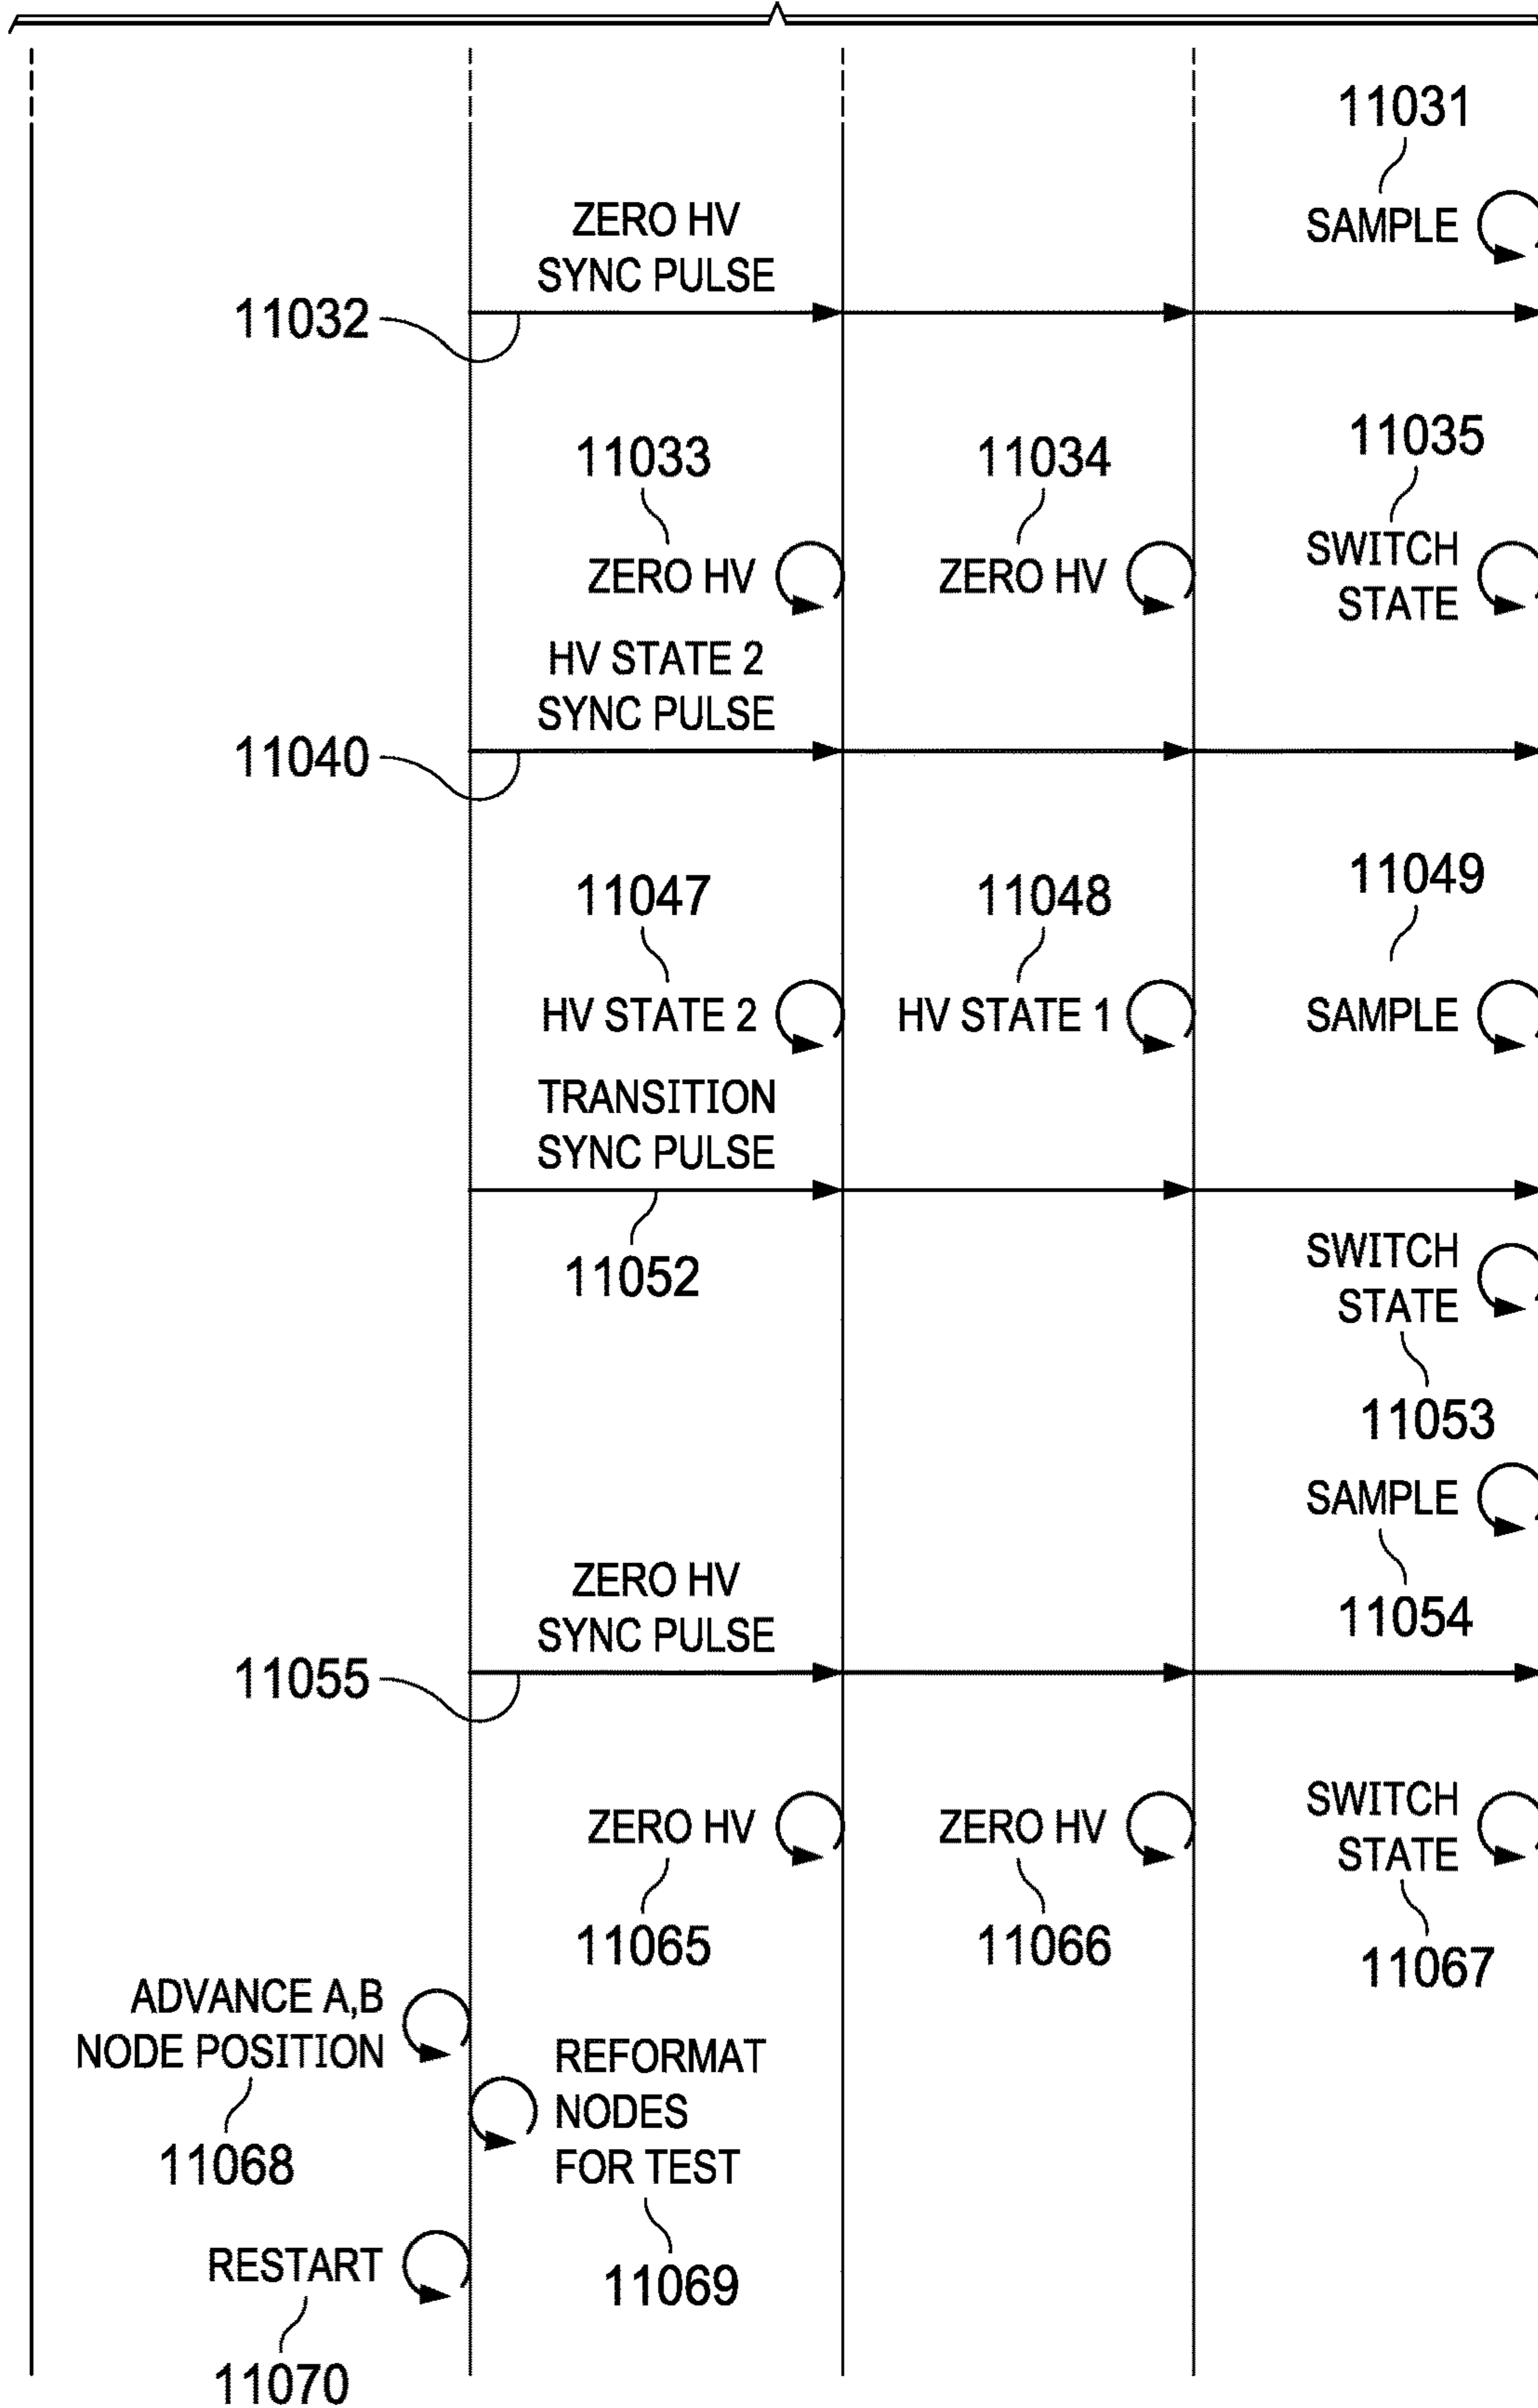 11031
ZERO HV
SYNC PULSE
SAMPLE
11032
11033
11034
11035
ZERO HV
ZERO HV
SWITCH
STATE
HV STATE 2
SYNC PULSE
11040
11047
11048
11049
HV STATE 2
HV STATE 1
SAMPLE
TRANSITION
SYNC PULSE
11052
SWITCH
STATE
11053
SAMPLE
11054
ZERO HV
SYNC PULSE
11055
ZERO HV
ZERO HV
SWITCH
STATE
11065
11066
11067
ADVANCE A,B
NODE POSITION
11068
REFORMAT
NODES
FOR TEST
11069
RESTART
11070